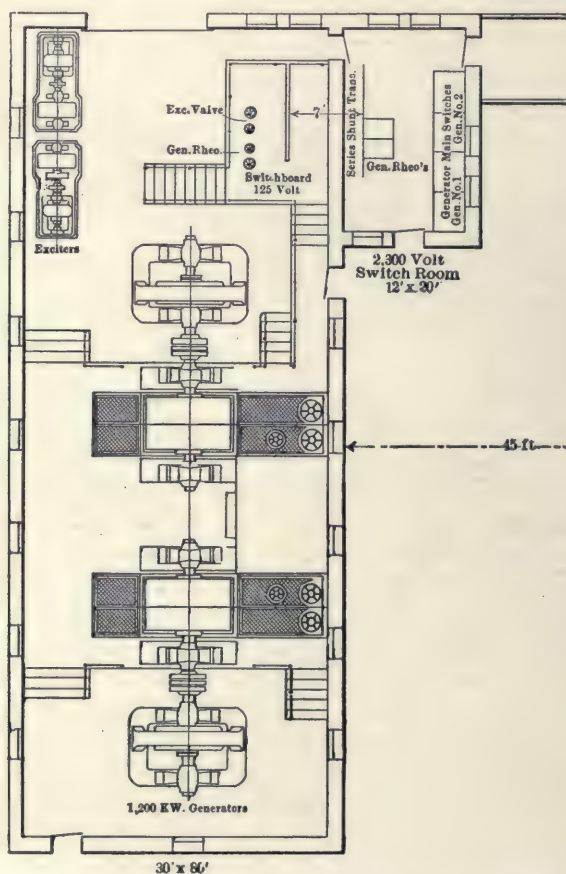 Exc. Valve
Gen. Rheo.
Switchboard
125 Volt
7'
Series Shunt Trans.
Gen. Rheo's
Generator Main Switches
Gen. No.1 Gen. No.2
Exciters
2,300 Volt
Switch Room
12' x 20'
45 ft.
1,200 KW. Generators
30' x 86'